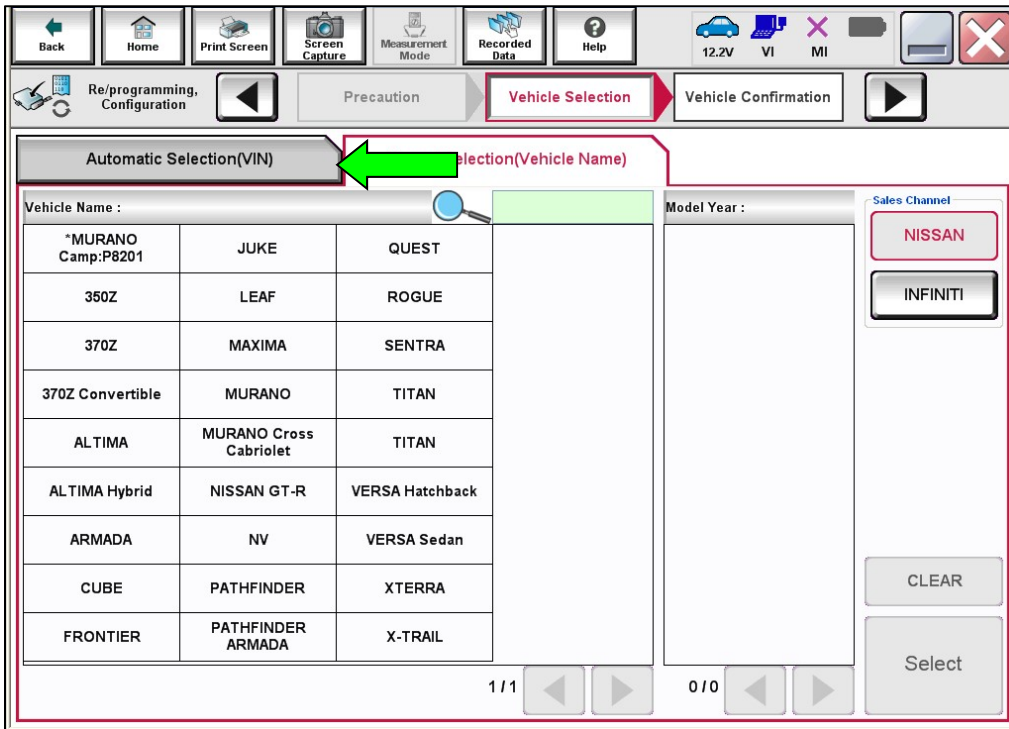 Back
Home
Print Screen
Screen
Capture
Measurement
Mode
Recorded
Data
Help
12.2V
VI
MI
Re/programming,
Configuration
Precaution
Vehicle Selection
Vehicle Confirmation
Automatic Selection(VIN)
election(Vehicle Name)
Vehicle Name :
Model Year :
Sales Channel
*MURANO
Camp:P8201
JUKE
QUEST
NISSAN
350Z
LEAF
ROGUE
INFINITI
370Z
MAXIMA
SENTRA
370Z Convertible
MURANO
TITAN
ALTIMA
MURANO Cross
Cabriolet
TITAN
ALTIMA Hybrid
NISSAN GT-R
VERSA Hatchback
ARMADA
NV
VERSA Sedan
CUBE
PATHFINDER
XTERRA
CLEAR
FRONTIER
PATHFINDER
ARMADA
X-TRAIL
Select
1/1
0/0